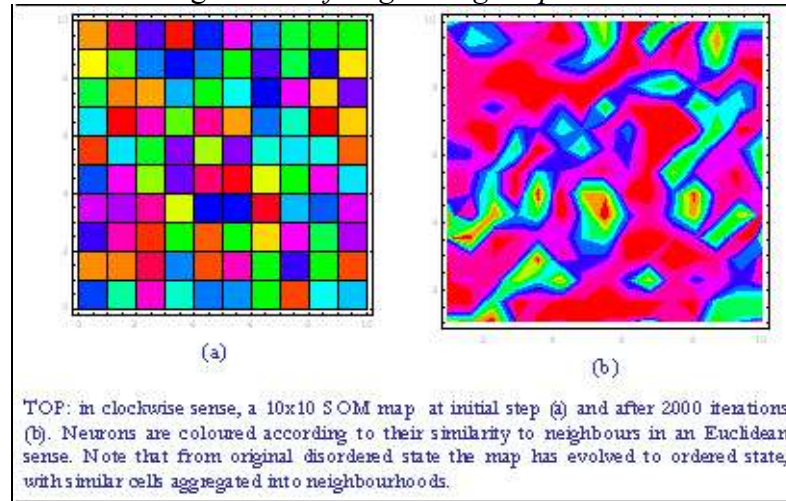 (a)
(b)
TOP: in clockwise sense, a 10x10 SOM map at initial step (a) and after 2000 iterations
(b). Neurons are coloured according to their similarity to neighbours in an Euclidean
sense. Note that from original disordered state the map has evolved to ordered state,
with similar cells aggregated into neighbourhoods.